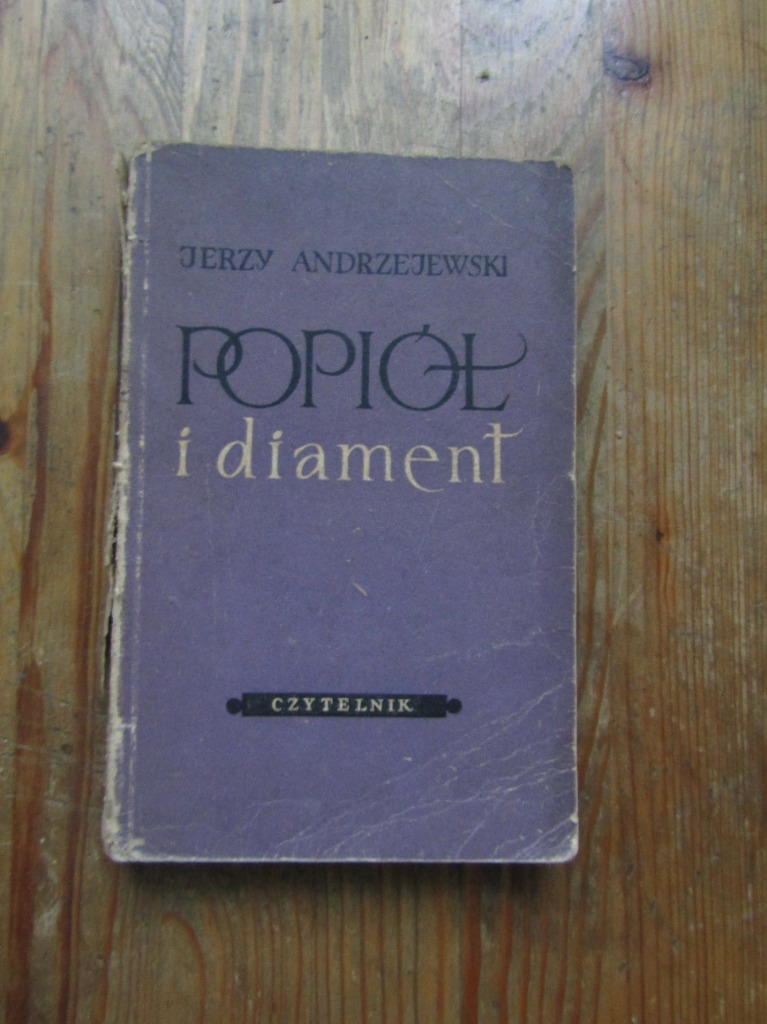 JERZY ANDRZEJEWSKI
POPIÓŁ
i diament
CZYTELNIK